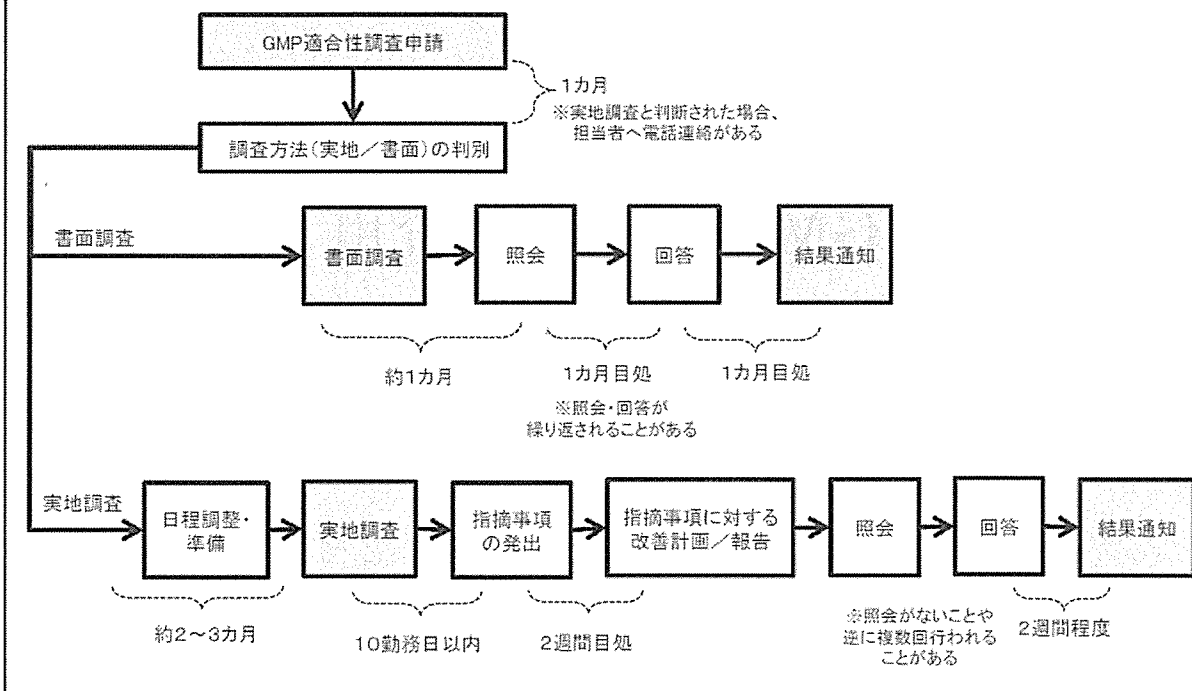 GMP適合性調査申請
1カ月
※実地調査と判断された場合、
担当者へ電話連絡がある
調査方法(実地/書面)の判別
書面調査
書面調査
照会
回答
結果通知
約1カ月
1カ月目処
1カ月目処
※照会・回答が
繰り返されることがある
実地調査
日程調整・
準備
実地調査
指摘事項
の発出
指摘事項に対する
改善計画/報告
照会
回答
結果通知
約2～3カ月
10勤務日以内
2週間目処
※照会がないことや
逆に複数回行われる
ことがある
2週間程度